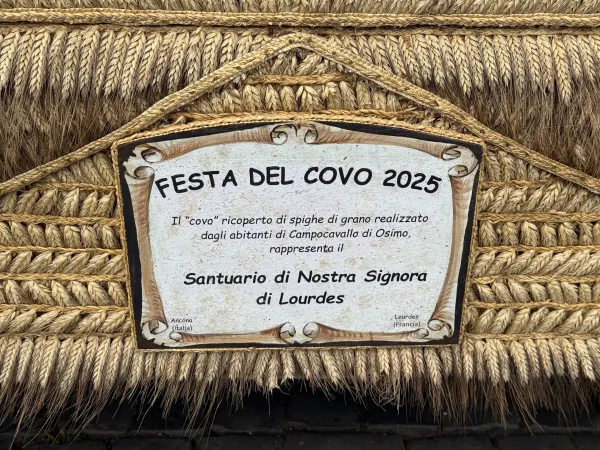 FESTA DEL COVO 2025
Il "covo" ricoperto di spighe di grano realizzato
dagli abitanti di Campocavallo di Osimo,
rappresenta il
Santuario di Nostra Signora
di Lourdes
Ancona
(Italia)
Lourdes
(Francia)